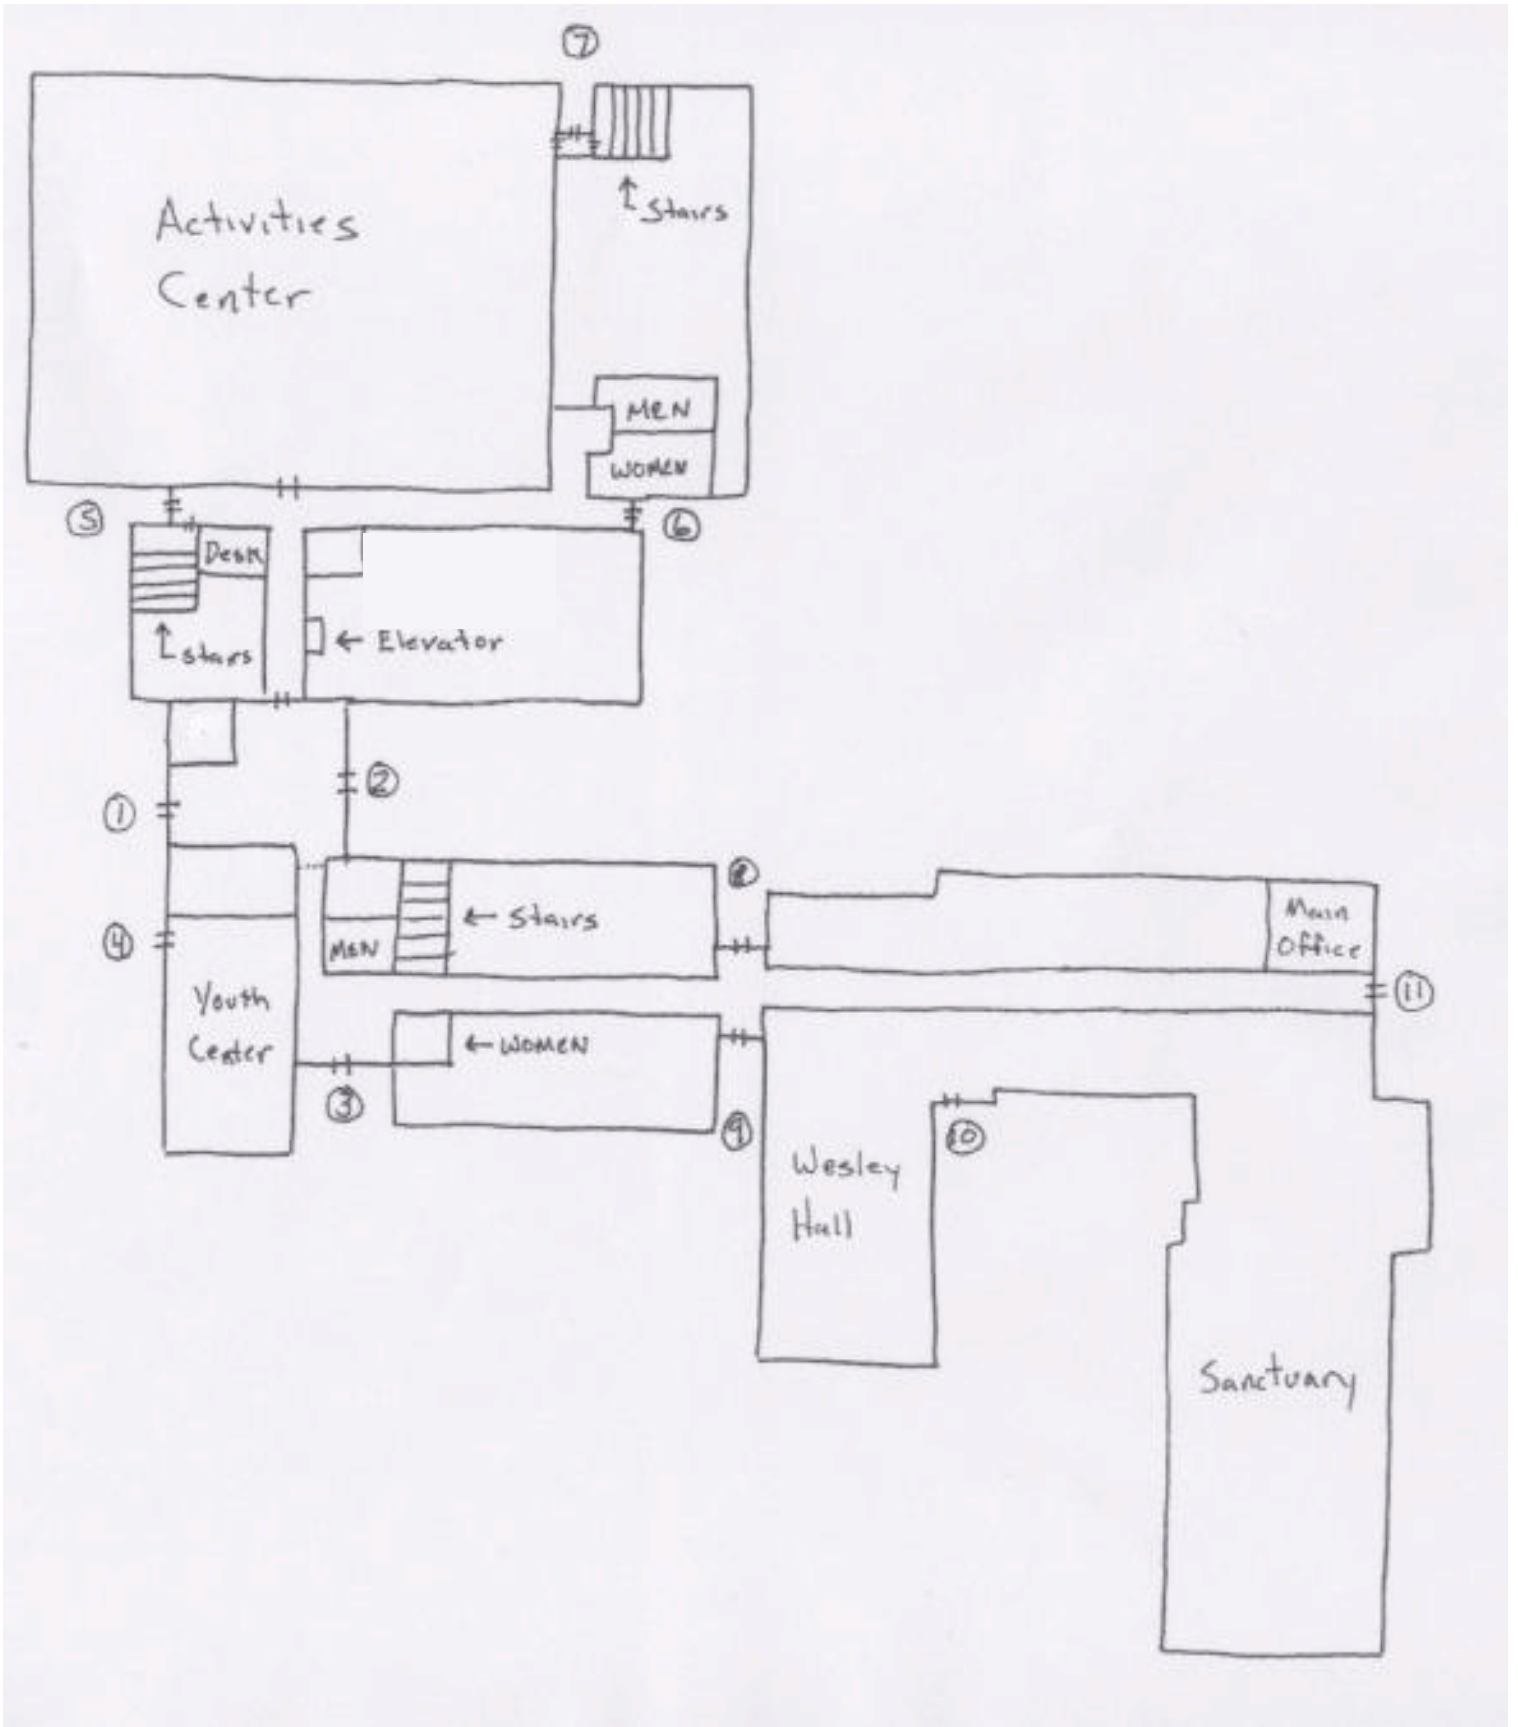 7
Activities
Center
Stairs
MEN
WOMEN
5
6
Desk
Elevator
Stairs
2
1
8
Stairs
Main
Office
4
MEN
Youth
Center
11
WOMEN
3
9
10
Wesley
Hall
Sanctuary